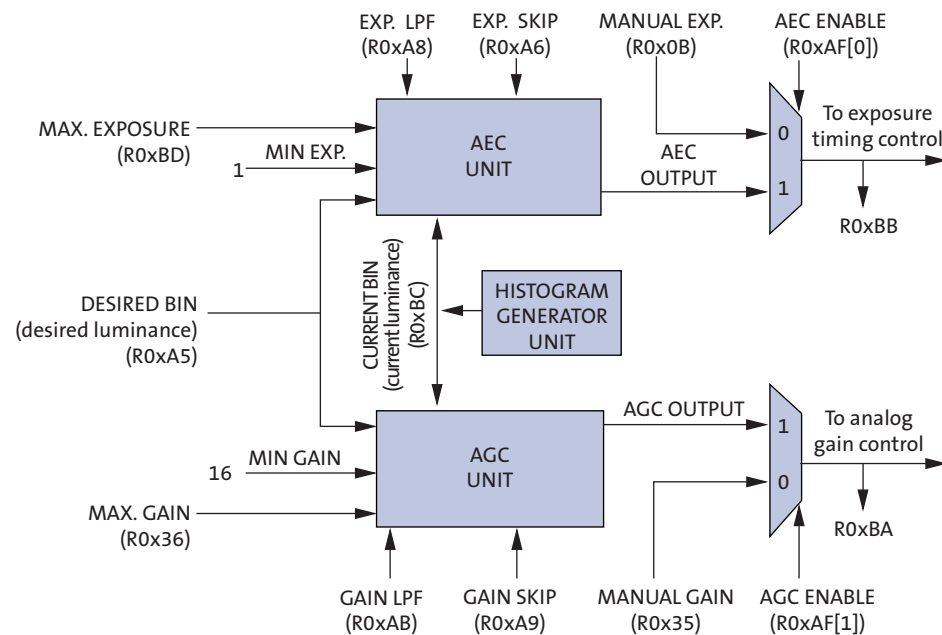 EXP. LPF
(R0xA8)
EXP. SKIP
(R0xA6)
MANUAL EXP.
(R0x0B)
AEC ENABLE
(R0xAF[0])
MAX. EXPOSURE
(R0xBD)
1
MIN EXP.
AEC
UNIT
AEC
OUTPUT
0
1
To exposure
timing control
R0xBB
DESIRED BIN
(desired luminance)
(R0xA5)
CURRENT BIN
(current luminance)
(R0xBC)
HISTOGRAM
GENERATOR
UNIT
16
MIN GAIN
MAX. GAIN
(R0x36)
AGC
UNIT
AGC OUTPUT
1
0
To analog
gain control
R0xBA
GAIN LPF
(R0xAB)
GAIN SKIP
(R0xA9)
MANUAL GAIN
(R0x35)
AGC ENABLE
(R0xAF[1])